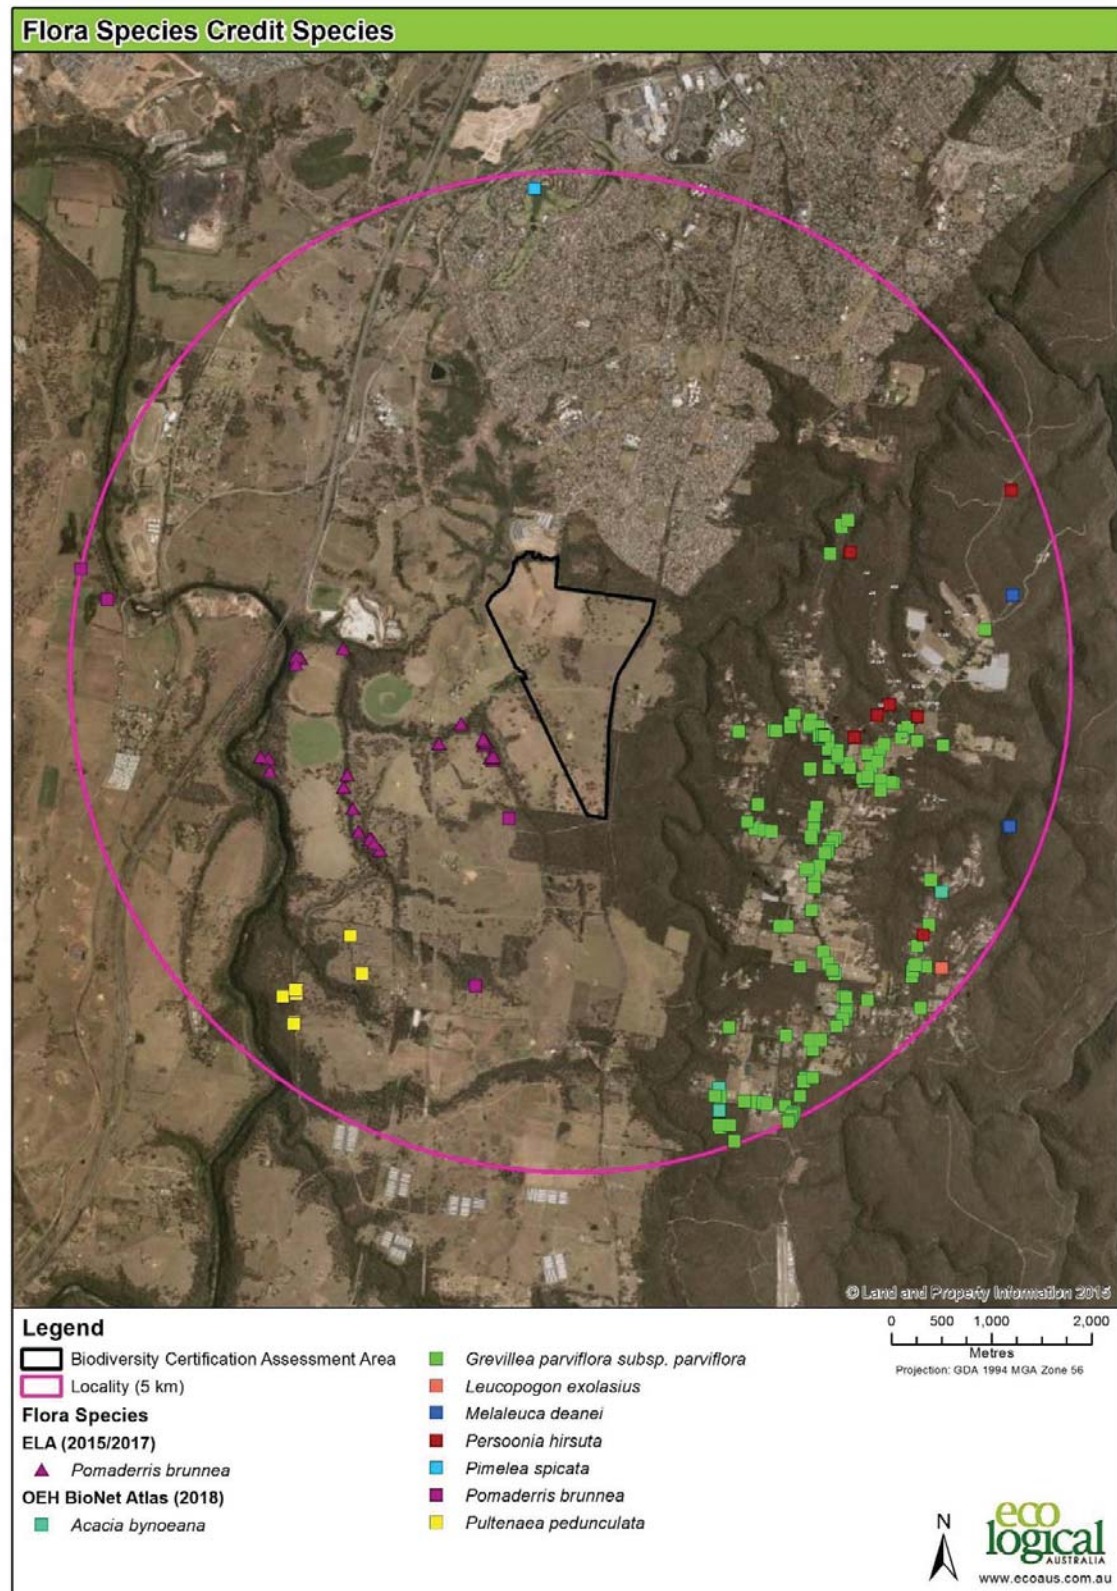 Flora Species Credit Species
© Land and Property Information 2015
Legend
Biodiversity Certification Assessment Area
Locality (5 km)
Flora Species
ELA (2015/2017)
Pomaderris brunnea
OEH BioNet Atlas (2018)
Acacia bynoeana
Grevillea parviflora subsp. parviflora
Leucopogon exolasius
Melaleuca deanei
Persoonia hirsuta
Pimelea spicata
Pomaderris brunnea
Pultenaea pedunculata
0 500 1,000 2,000
Metres
Projection: GDA 1994 MGA Zone 56
N
eco
logical
AUSTRALIA
www.ecoaus.com.au